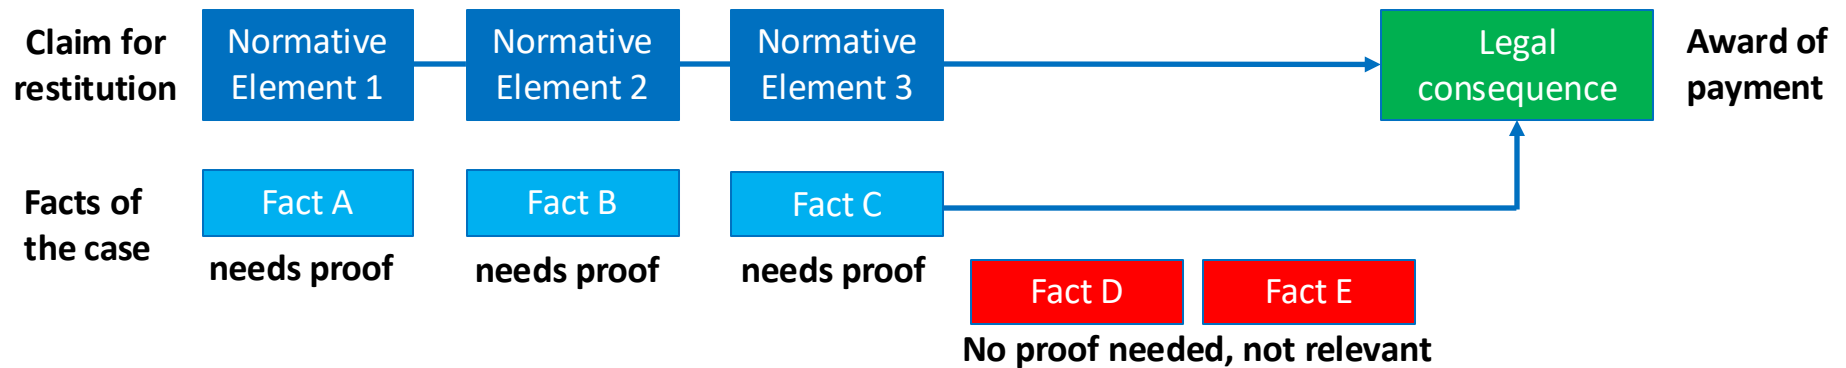 Claim for
restitution
Normative
Element 1
Normative
Element 2
Normative
Element 3
Legal
consequence
Award of
payment
Facts of
the case
Fact A
Fact B
Fact C
needs proof
needs proof
needs proof
Fact D
Fact E
No proof needed, not relevant